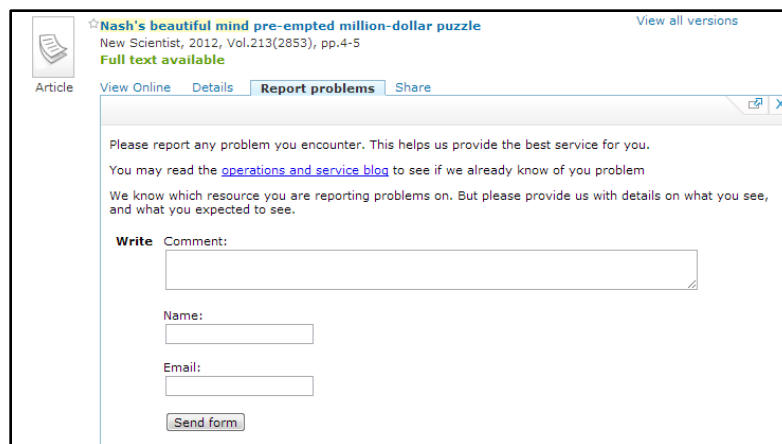 Nash's beautiful mind pre-empted million-dollar puzzle
View all versions
New Scientist, 2012, Vol.213(2853), pp.4-5
Full text available
Article
View Online Details Report problems Share
X
Please report any problem you encounter. This helps us provide the best service for you.
You may read the operations and service blog to see if we already know of you problem
We know which resource you are reporting problems on. But please provide us with details on what you see,
and what you expected to see.
Write Comment:
Name:
Email:
Send form